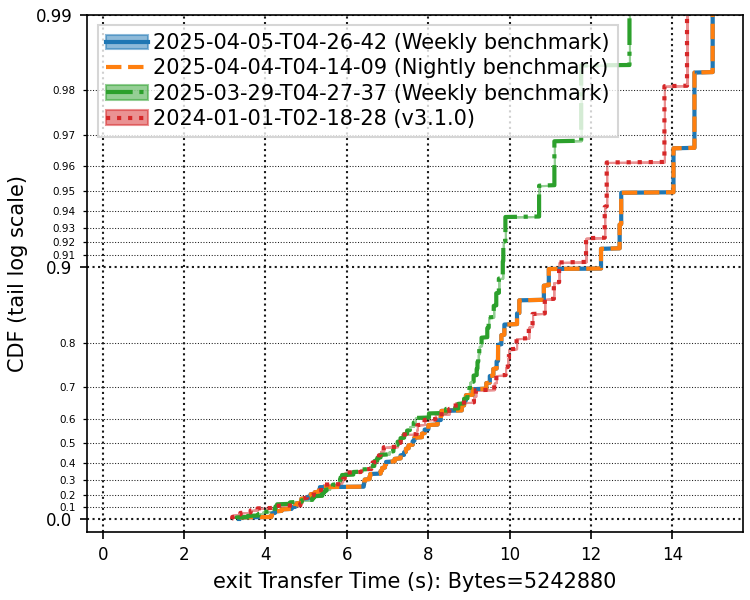 0.99
2025-04-05-T04-26-42 (Weekly benchmark)
2025-04-04-T04-14-09 (Nightly benchmark)
2025-03-29-T04-27-37 (Weekly benchmark)
2024-01-01-T02-18-28 (v3.1.0)
0.98
0.97
0.96
0.95
0.94
0.93
0.92
0.91
0.9
0.8
0.7
0.6
0.5
0.4
0.3
0.2
0.1
0.0
CDF (tail log scale)
0 2 4 6 8 10 12 14
exit Transfer Time (s): Bytes=5242880